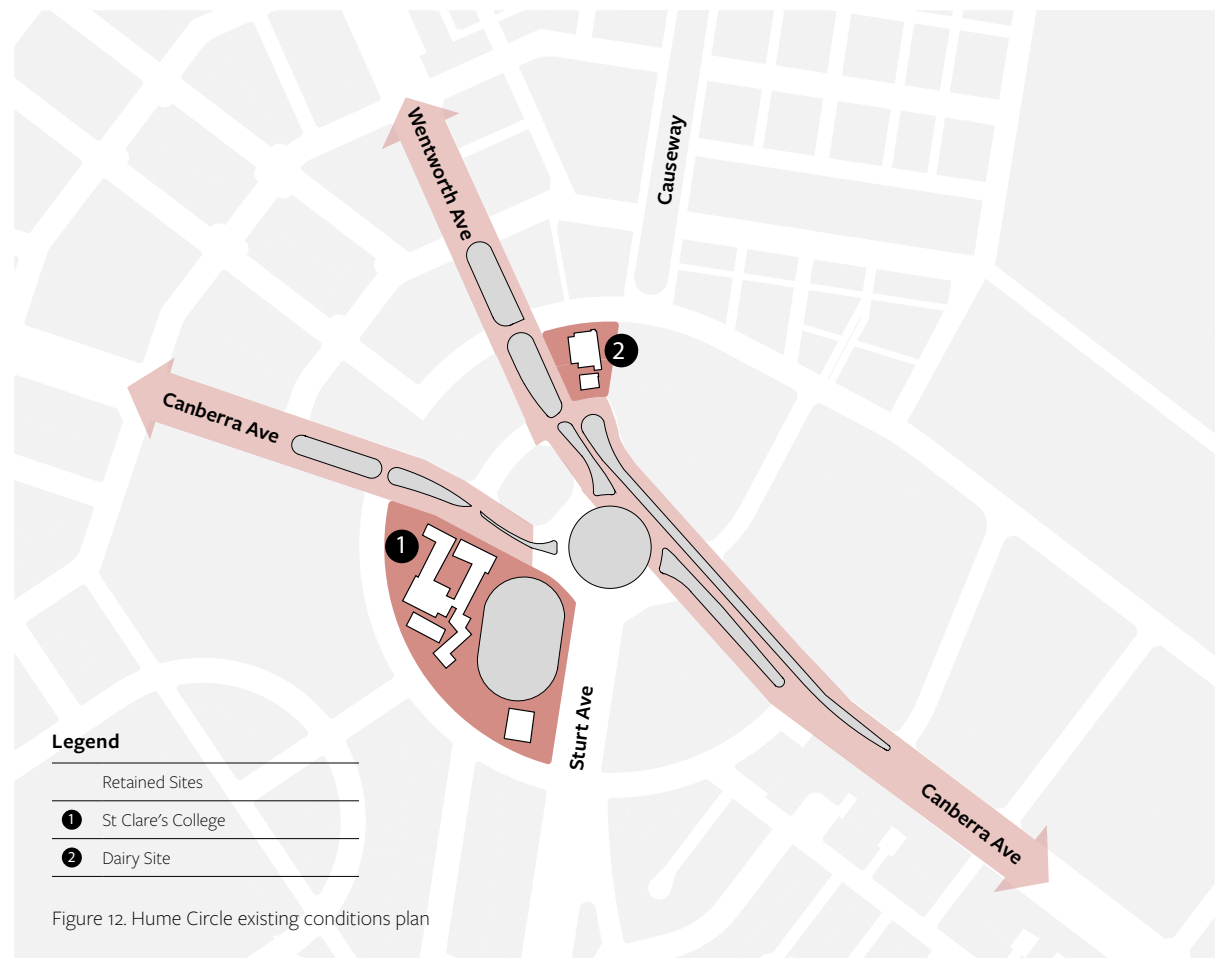 Wentworth Ave
Causeway
2
Canberra Ave
1
Sturt Ave
Canberra Ave
Legend
Retained Sites
1 St Clare's College
2 Dairy Site
Figure 12. Hume Circle existing conditions plan